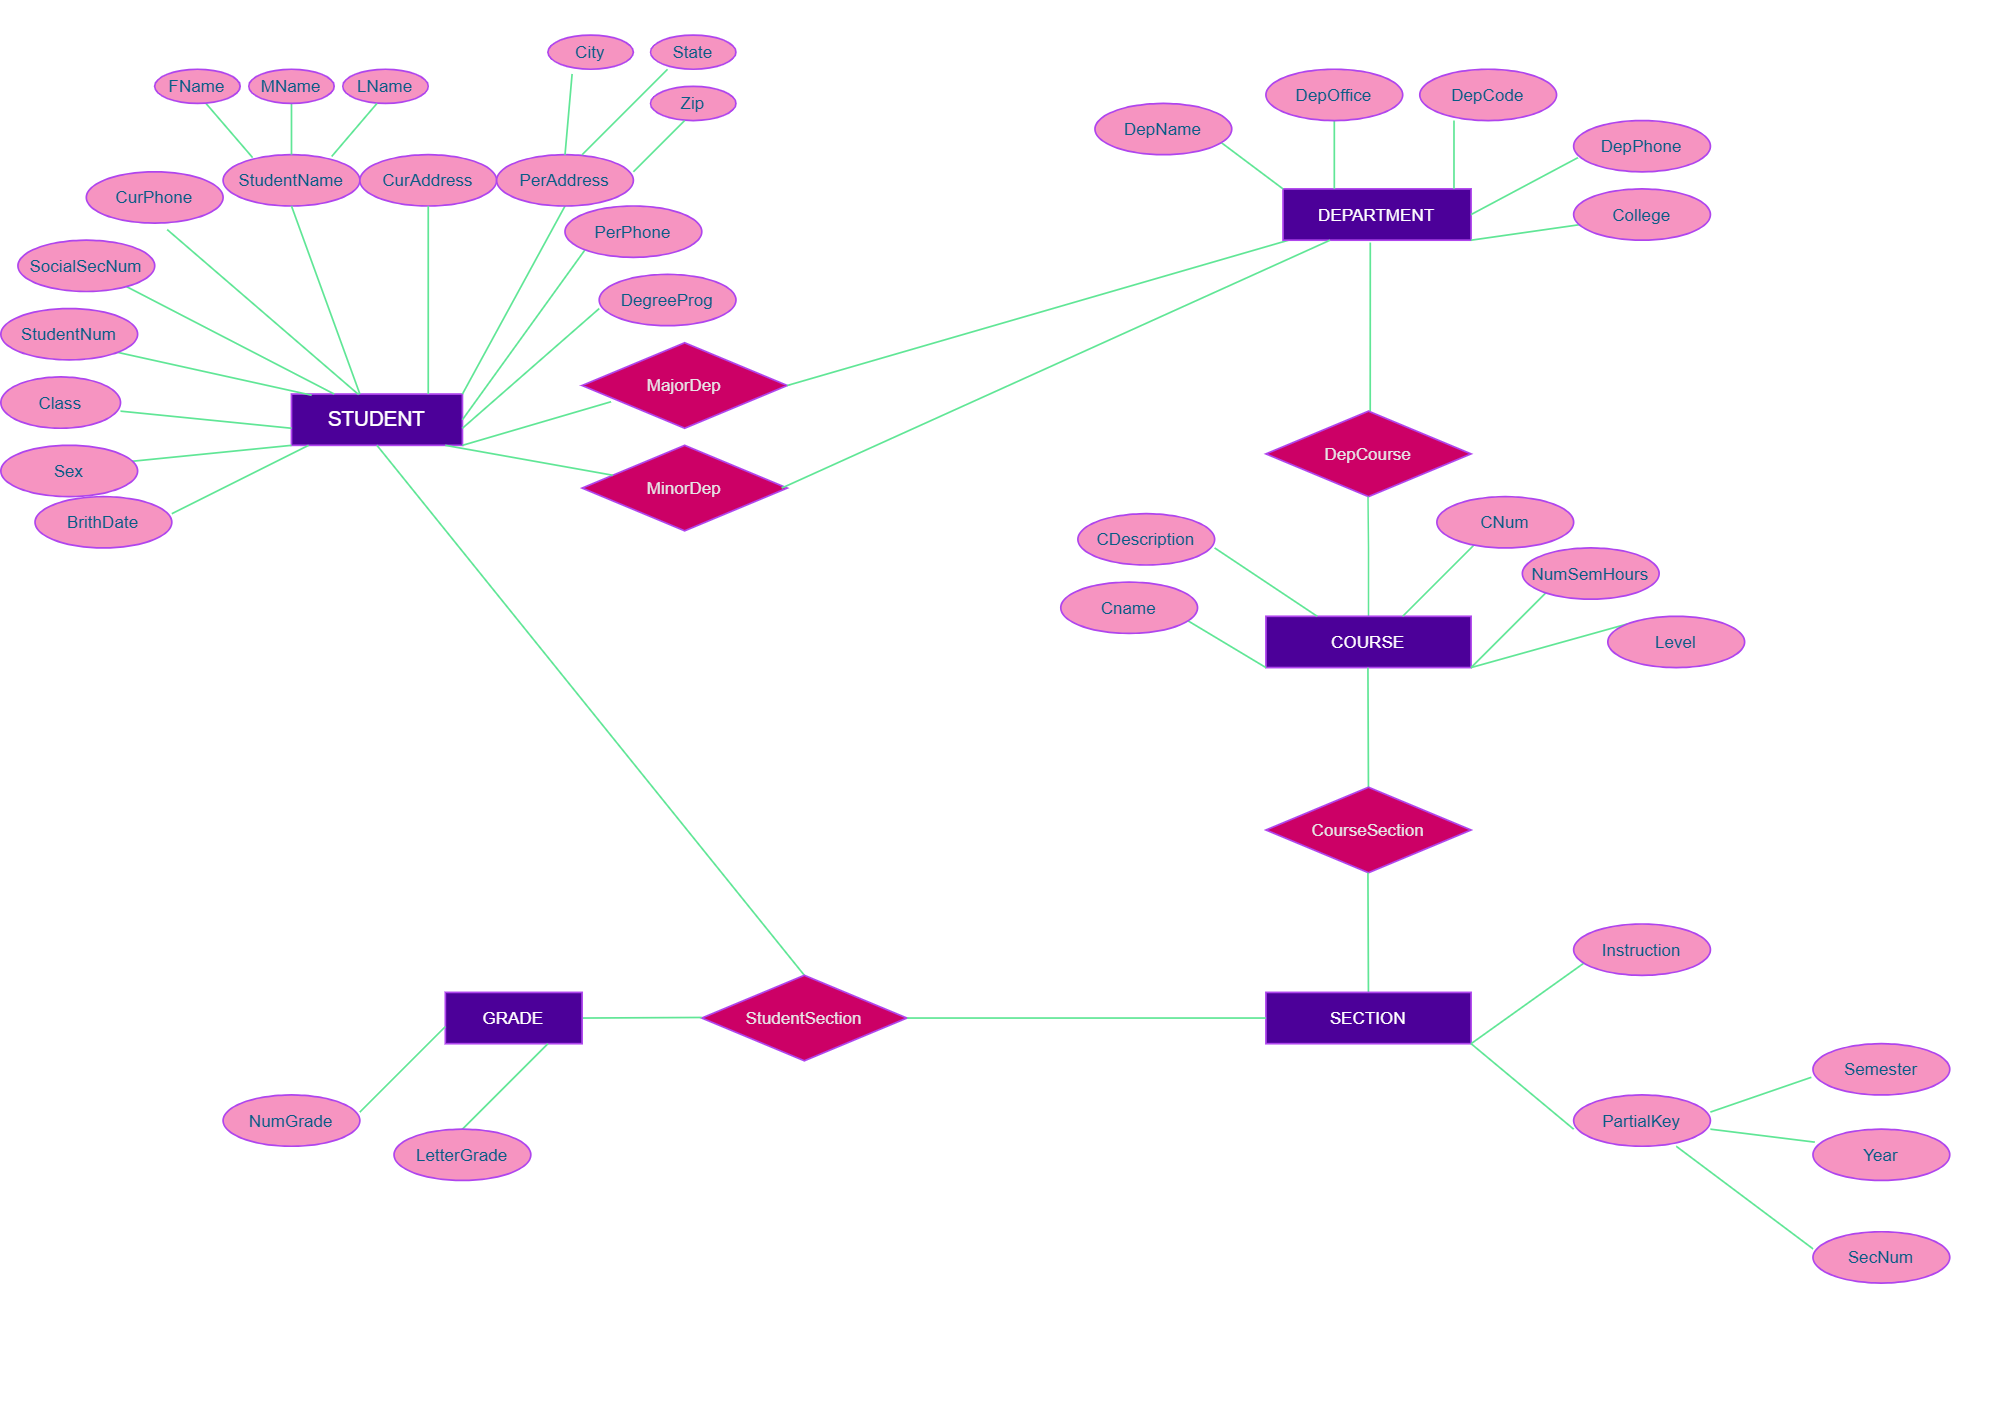 City
State
FName
MName
LName
Zip
DepOffice
DepCode
DepName
DepPhone
StudentName
CurAddress
PerAddress
CurPhone
DEPARTMENT
College
PerPhone
SocialSecNum
DegreeProg
StudentNum
MajorDep
Class
STUDENT
DepCourse
Sex
MinorDep
BrithDate
CNum
CDescription
NumSemHours
Cname
COURSE
Level
CourseSection
Instruction
GRADE
StudentSection
SECTION
Semester
NumGrade
PartialKey
LetterGrade
Year
SecNum